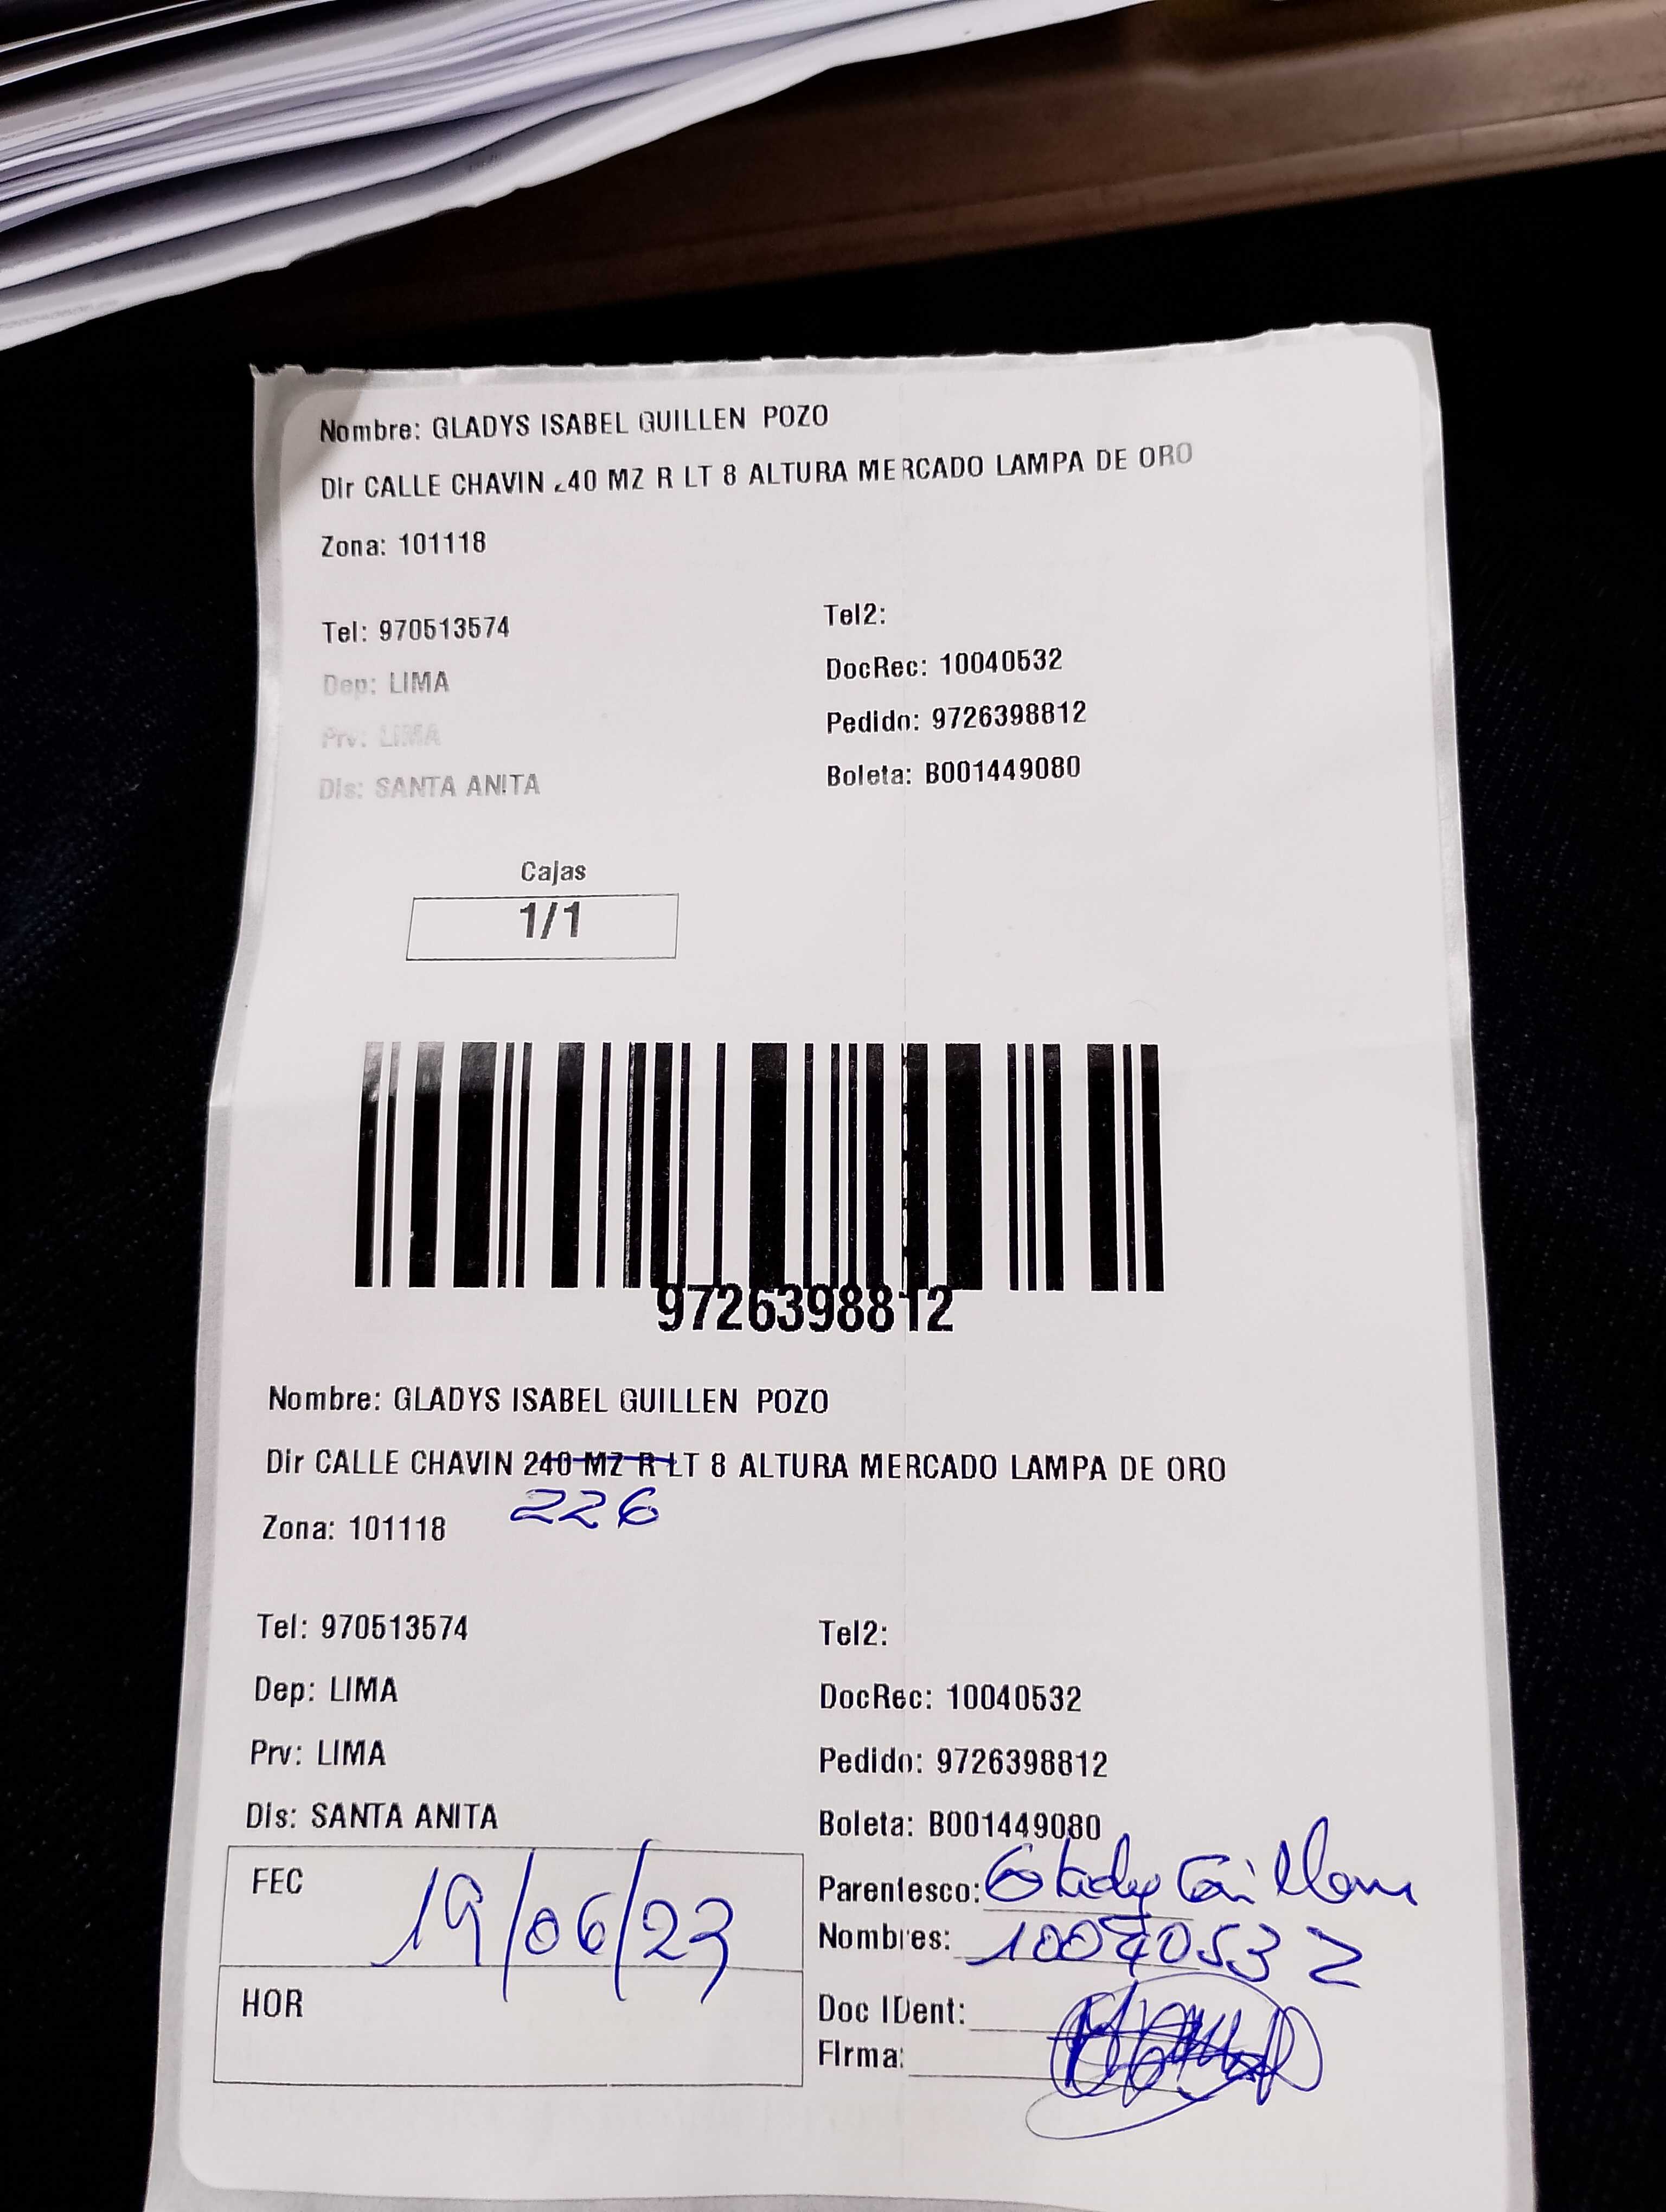 Nombre: GLADYS ISABEL GUILLEN POZO
Dir CALLE CHAVIN 240 MZ R LT 8 ALTURA MERCADO LAMPA DE ORO
Zona: 101118
Tel: 970513574
Tel2:
Dep: LIMA
DocRec: 10040532
Prv: LIMA
Pedido: 9726398812
Dis: SANTA ANITA
Boleta: B001449080
Cajas
1/1
9726398812
Nombre: GLADYS ISABEL GUILLEN POZO
Dir CALLE CHAVIN 240 MZ R LT 8 ALTURA MERCADO LAMPA DE ORO
226
Zona: 101118
Tel: 970513574
Tel2:
Dep: LIMA
DocRec: 10040532
Prv: LIMA
Pedido: 9726398812
Dis: SANTA ANITA
Boleta: B001449080
FEC 19/06/23
Parentesco: Gladys Guillen
Nombres: 10040532
HOR
Doc IDent:
Firma: